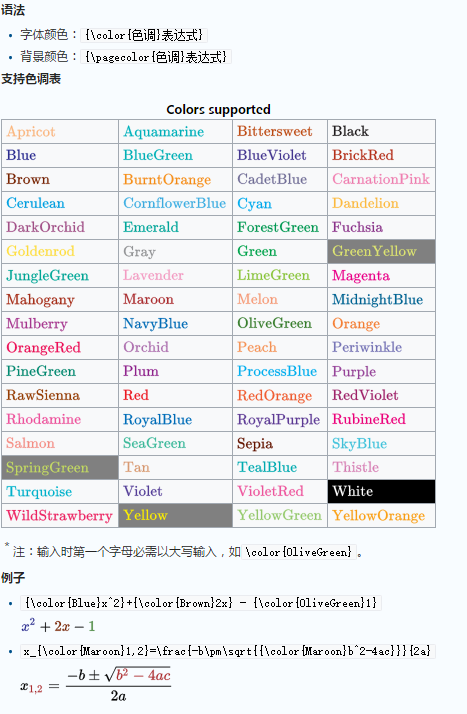 语法
字体颜色：{\color{色调}表达式}
背景颜色：{\pagecolor{色调}表达式}
支持色调表
Colors supported
Apricot Aquamarine Bittersweet Black
Blue BlueGreen BlueViolet BrickRed
Brown BurntOrange CadetBlue CarnationPink
Cerulean CornflowerBlue Cyan Dandelion
DarkOrchid Emerald ForestGreen Fuchsia
Goldenrod Gray Green GreenYellow
JungleGreen Lavender LimeGreen Magenta
Mahogany Maroon Melon MidnightBlue
Mulberry NavyBlue OliveGreen Orange
OrangeRed Orchid Peach Periwinkle
PineGreen Plum ProcessBlue Purple
RawSienna Red RedOrange RedViolet
Rhodamine RoyalBlue RoyalPurple RubineRed
Salmon SeaGreen Sepia SkyBlue
SpringGreen Tan TealBlue Thistle
Turquoise Violet VioletRed White
WildStrawberry Yellow YellowGreen YellowOrange
*注：输入时第一个字母必需以大写输入，如 \color{OliveGreen}。
例子
{\color{Blue}x^2}+{\color{Brown}2x} - {\color{OliveGreen}1}
x² + 2x − 1
x_{\color{Maroon}1,2}=\frac{-b\pm\sqrt{{\color{Maroon}b^2-4ac}}}{2a}
x₁,₂ = (−b ± √(b² − 4ac)) / 2a